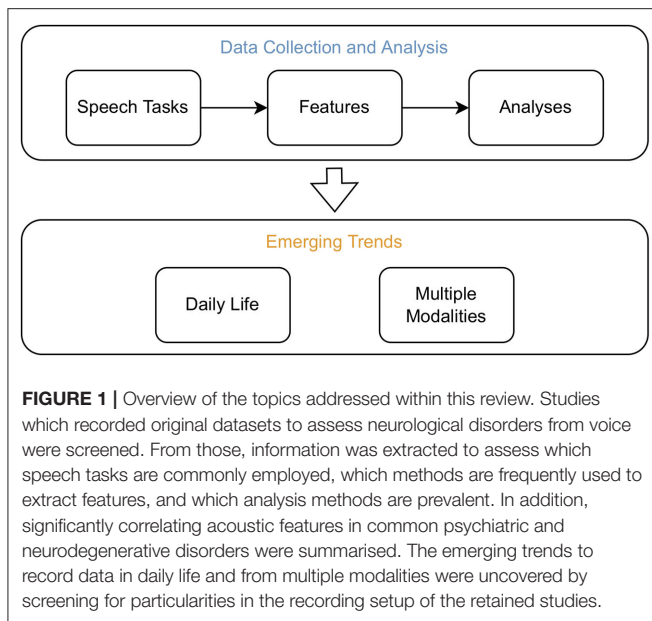 Data Collection and Analysis
Speech Tasks
Features
Analyses
Emerging Trends
Daily Life
Multiple
Modalities
FIGURE 1 | Overview of the topics addressed within this review. Studies
which recorded original datasets to assess neurological disorders from voice
were screened. From those, information was extracted to assess which
speech tasks are commonly employed, which methods are frequently used to
extract features, and which analysis methods are prevalent. In addition,
significantly correlating acoustic features in common psychiatric and
neurodegenerative disorders were summarised. The emerging trends to
record data in daily life and from multiple modalities were uncovered by
screening for particularities in the recording setup of the retained studies.